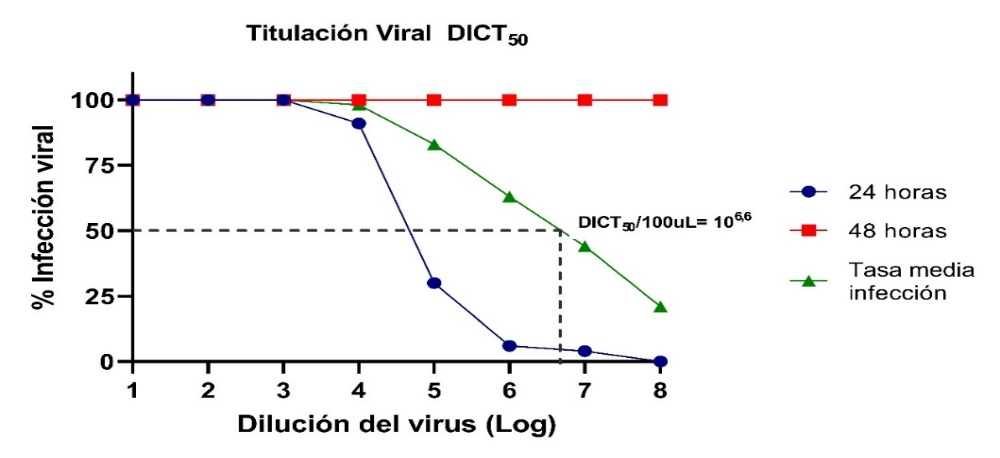 Titulación Viral DICT50
% Infección viral
100
75
50
25
0
DICT50/100uL= 10^6,6
1 2 3 4 5 6 7 8
Dilución del virus (Log)
24 horas
48 horas
Tasa media
infección